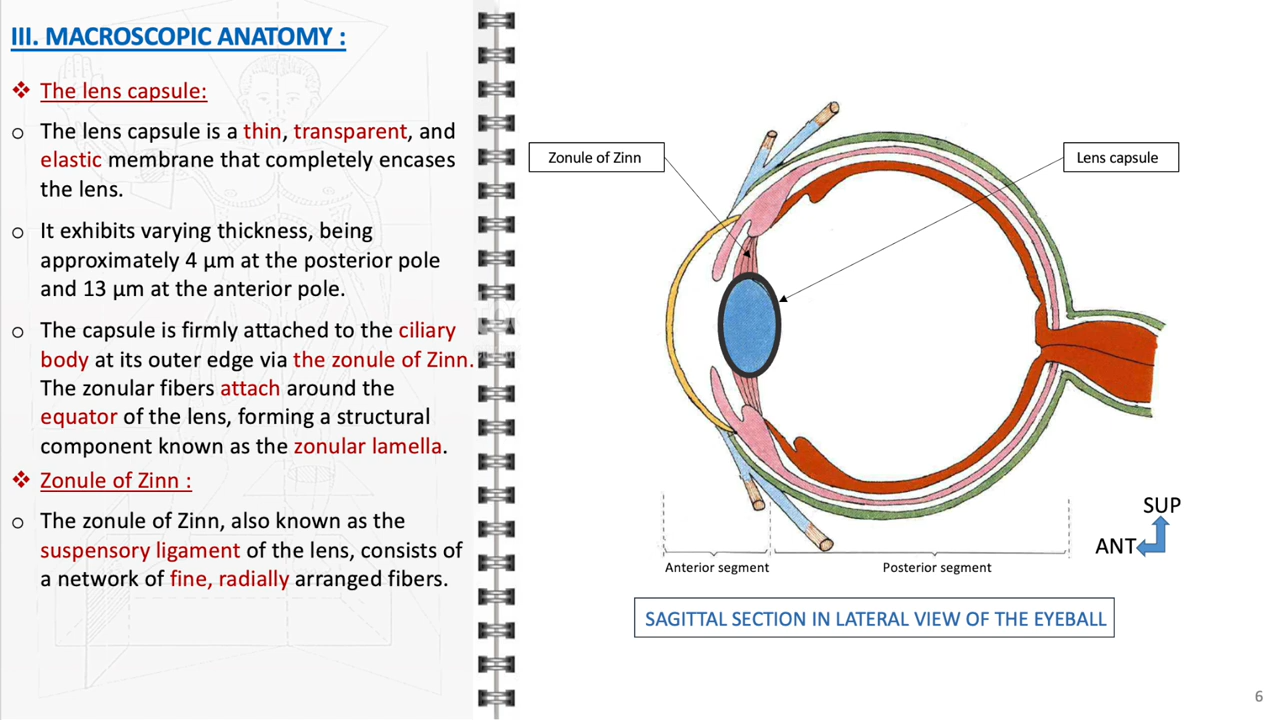 III. MACROSCOPIC ANATOMY :
❖ The lens capsule:
o The lens capsule is a thin, transparent, and
elastic membrane that completely encases
the lens.
o It exhibits varying thickness, being
approximately 4 µm at the posterior pole
and 13 µm at the anterior pole.
o The capsule is firmly attached to the ciliary
body at its outer edge via the zonule of Zinn.
The zonular fibers attach around the
equator of the lens, forming a structural
component known as the zonular lamella.
❖ Zonule of Zinn :
o The zonule of Zinn, also known as the
suspensory ligament of the lens, consists of
a network of fine, radially arranged fibers.
Zonule of Zinn
Lens capsule
SUP
ANT
Anterior segment
Posterior segment
SAGITTAL SECTION IN LATERAL VIEW OF THE EYEBALL
6